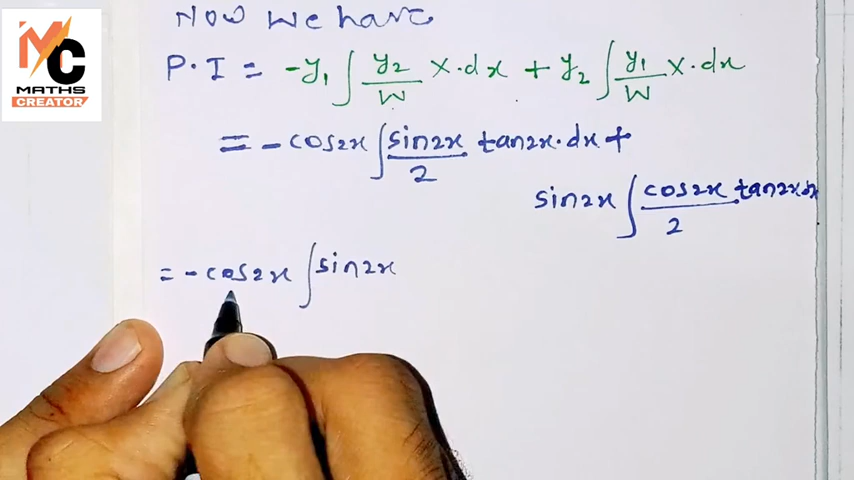 MC
MATHS
CREATOR
Now we have
P.I = -y₁ ∫ y₂/W X.dx + y₂ ∫ y₁/W X.dx
= -cos2x ∫ sin2x/2 tan2x.dx +
sin2x ∫ cos2x/2 tan2x dx
= -cos2x ∫ sin2x